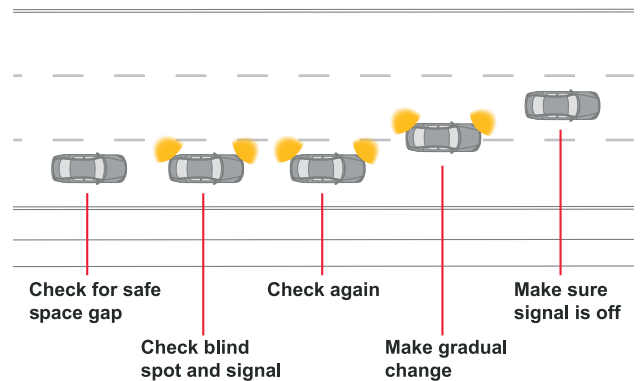 Check for safe
space gap
Check blind
spot and signal
Check again
Make gradual
change
Make sure
signal is off